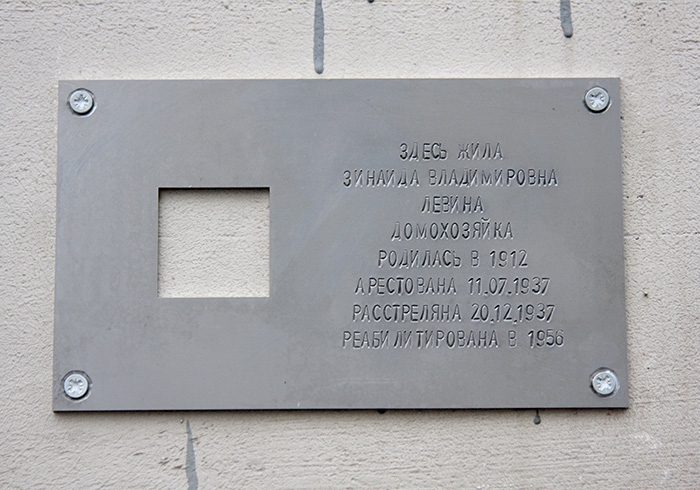 ЗДЕСЬ ЖИЛА
ЗИНАИДА ВЛАДИМИРОВНА
ЛЕВИНА
ДОМОХОЗЯЙКА
РОДИЛАСЬ В 1912
АРЕСТОВАНА 11.07.1937
РАССТРЕЛЯНА 20.12.1937
РЕАБИЛИТИРОВАНА В 1956